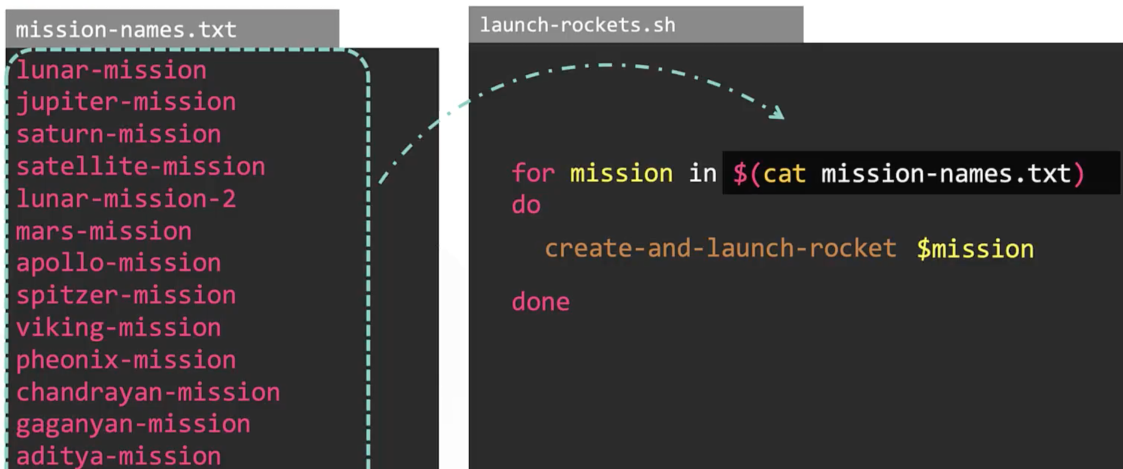 mission-names.txt
lunar-mission
jupiter-mission
saturn-mission
satellite-mission
lunar-mission-2
mars-mission
apollo-mission
spitzer-mission
viking-mission
pheonix-mission
chandrayan-mission
gaganyan-mission
aditya-mission
launch-rockets.sh
for mission in $(cat mission-names.txt)
do
create-and-launch-rocket $mission
done